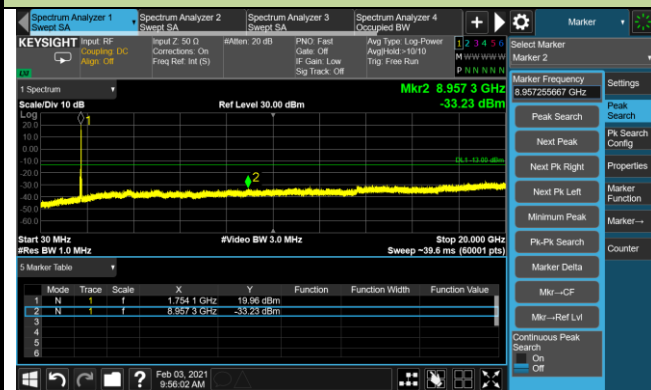 Spectrum Analyzer 1
Swept SA
Spectrum Analyzer 2
Swept SA
Spectrum Analyzer 3
Swept SA
Spectrum Analyzer 4
Occupied BW
Marker
KEYSIGHT
Input: RF
Coupling: DC
Align: Off
Input Z: 50 Ω
Corrections: On
Freq Ref: Int (S)
#Atten: 20 dB
PNO: Fast
Gate: Off
IF Gain: Low
Sig Track: Off
Avg Type: Log-Power
Avg|Hold:>10/10
Trig: Free Run
1 2 3 4 5 6
M W W W W W
P N N N N N
LXI
Select Marker
Marker 2
1 Spectrum
Mkr2 8.957 3 GHz
-33.23 dBm
Scale/Div 10 dB
Ref Level 30.00 dBm
Log
20.0
10.0
0.00
-10.0
-20.0
-30.0
-40.0
-50.0
-60.0
1
2
DL1 -13.00 dBm
Start 30 MHz
#Res BW 1.0 MHz
#Video BW 3.0 MHz
Stop 20.000 GHz
Sweep ~39.6 ms (60001 pts)
5 Marker Table
Mode Trace Scale X Y Function Function Width Function Value
1 N 1 f 1.754 1 GHz 19.96 dBm
2 N 1 f 8.957 3 GHz -33.23 dBm
3
4
5
6
Marker Frequency
8.957255667 GHz
Peak Search
Next Peak
Next Pk Right
Next Pk Left
Minimum Peak
Pk-Pk Search
Marker Delta
Mkr→CF
Mkr→Ref Lvl
Continuous Peak
Search
On
Off
Settings
Peak
Search
Pk Search
Config
Properties
Marker
Function
Marker→
Counter
?
Feb 03, 2021
9:56:02 AM